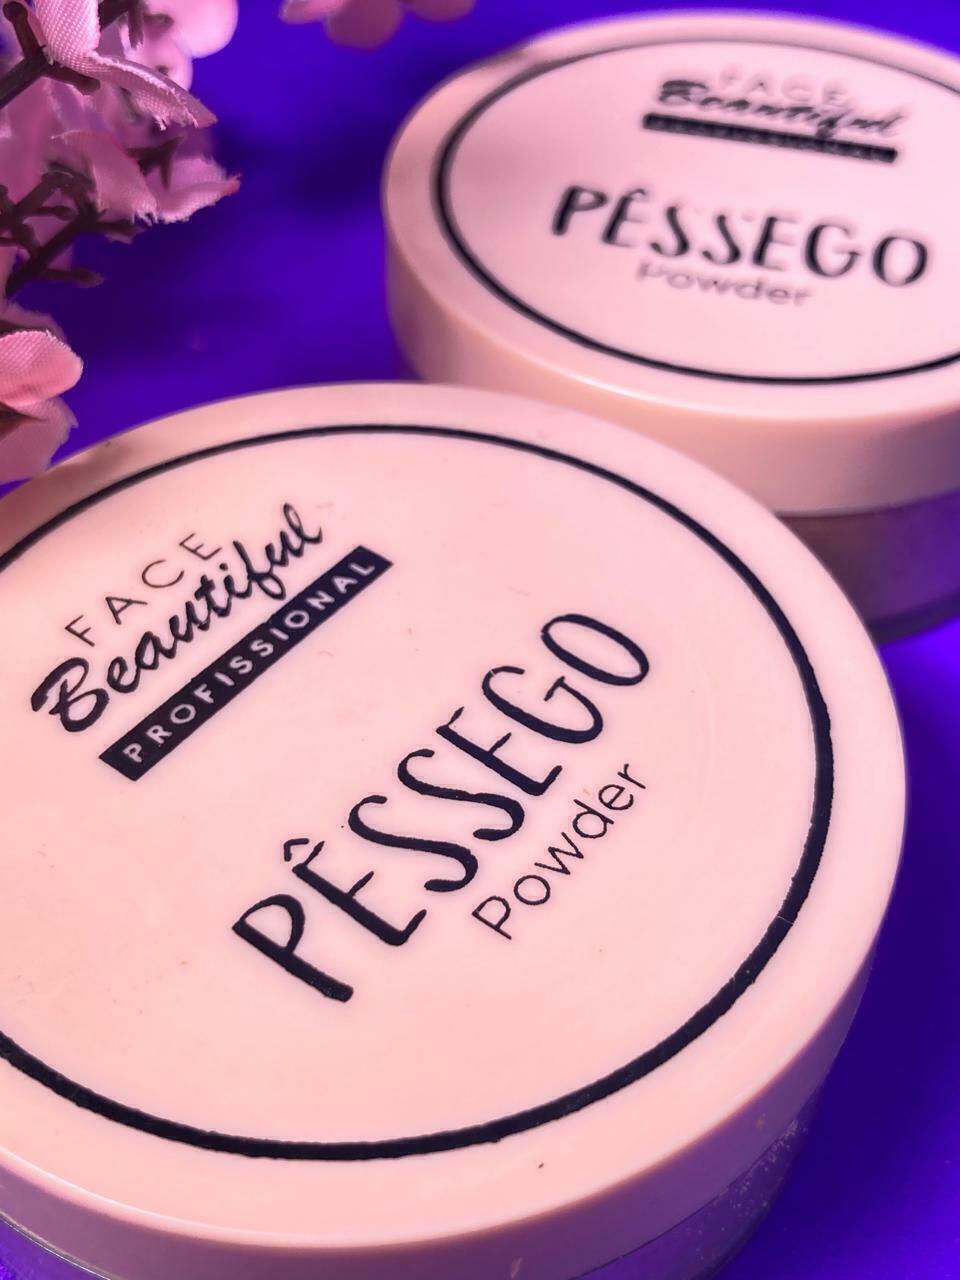 FACE
Beautiful
PROFISSIONAL
PÊSSEGO
Powder
FACE
Beautiful
PÊSSEGO
Powder